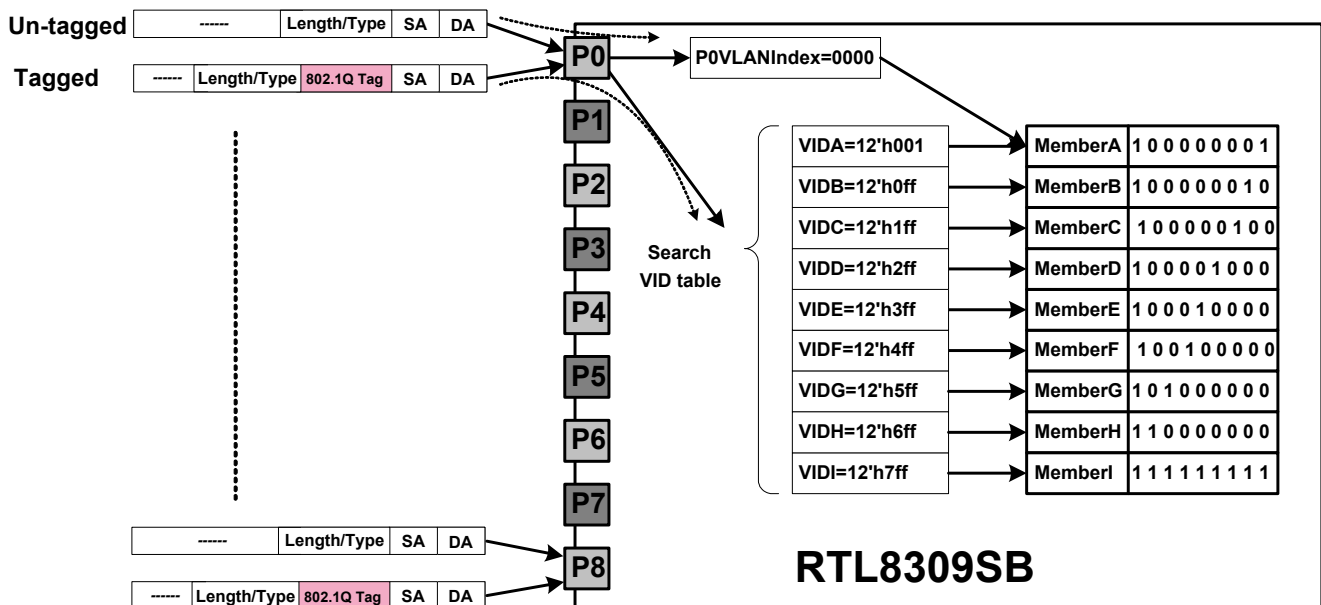 Un-tagged ------ Length/Type SA DA
Tagged ------ Length/Type 802.1Q Tag SA DA
P0 P0VLANIndex=0000
P1
P2
P3
P4
P5
P6
P7
P8
Search
VID table
VIDA=12'h001 MemberA 1 0 0 0 0 0 0 0 1
VIDB=12'h0ff MemberB 1 0 0 0 0 0 0 1 0
VIDC=12'h1ff MemberC 1 0 0 0 0 0 1 0 0
VIDD=12'h2ff MemberD 1 0 0 0 0 1 0 0 0
VIDE=12'h3ff MemberE 1 0 0 0 1 0 0 0 0
VIDF=12'h4ff MemberF 1 0 0 1 0 0 0 0 0
VIDG=12'h5ff MemberG 1 0 1 0 0 0 0 0 0
VIDH=12'h6ff MemberH 1 1 0 0 0 0 0 0 0
VIDI=12'h7ff MemberI 1 1 1 1 1 1 1 1 1
------ Length/Type SA DA
------ Length/Type 802.1Q Tag SA DA
RTL8309SB